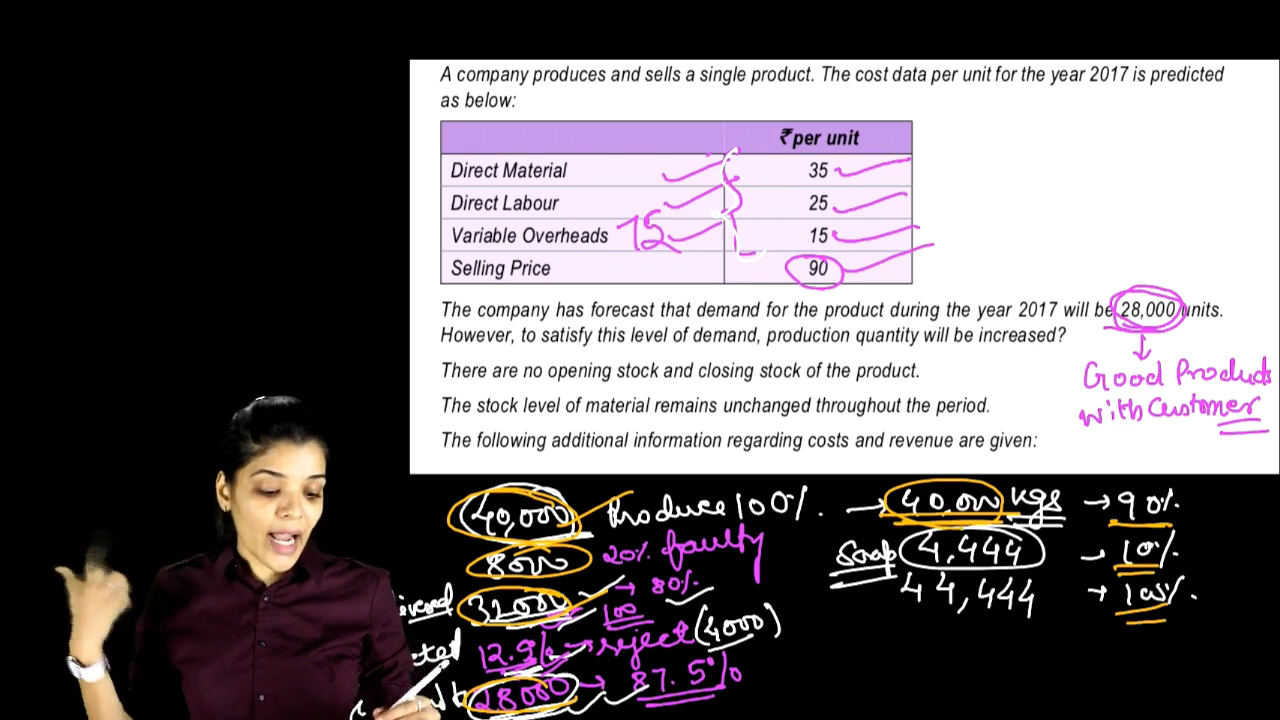 A company produces and sells a single product. The cost data per unit for the year 2017 is predicted
as below:
₹ per unit
Direct Material 35
Direct Labour 25
Variable Overheads 75 15
Selling Price 90
The company has forecast that demand for the product during the year 2017 will be 28,000 units.
However, to satisfy this level of demand, production quantity will be increased?
There are no opening stock and closing stock of the product.
Good Products
with Customer
The stock level of material remains unchanged throughout the period.
The following additional information regarding costs and revenue are given:
40,000 Produce 100%. → 40,000 kgs → 90%
8000 20% faulty
Scrap 4,444 → 10%
32000 → 80%
44,444 → 100%.
100
reject (4000)
28000 → 87.5%